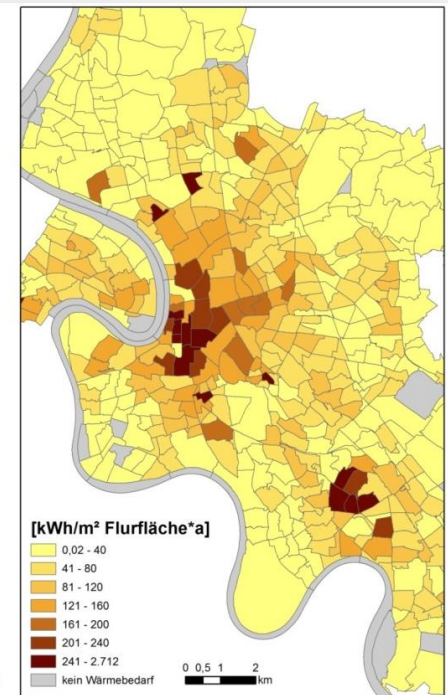 [kWh/m² Flurfläche*a]
0,02 - 40
41 - 80
81 - 120
121 - 160
161 - 200
201 - 240
241 - 2.712
kein Wärmebedarf
0 0,5 1 2
km